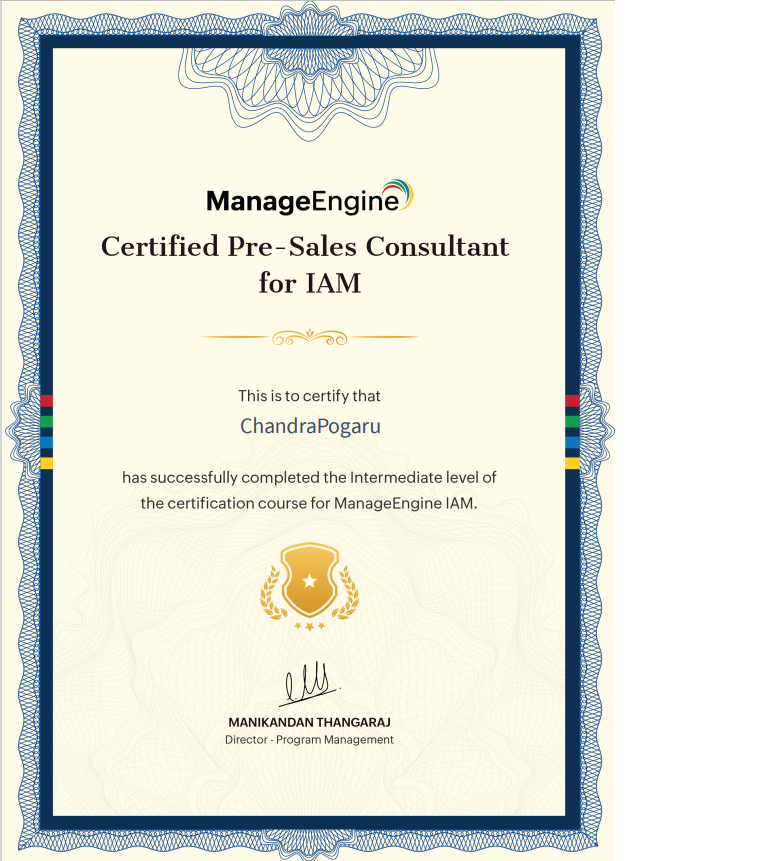 ManageEngine
Certified Pre-Sales Consultant
for IAM
This is to certify that
ChandraPogaru
has successfully completed the Intermediate level of
the certification course for ManageEngine IAM.
MANIKANDAN THANGARAJ
Director - Program Management